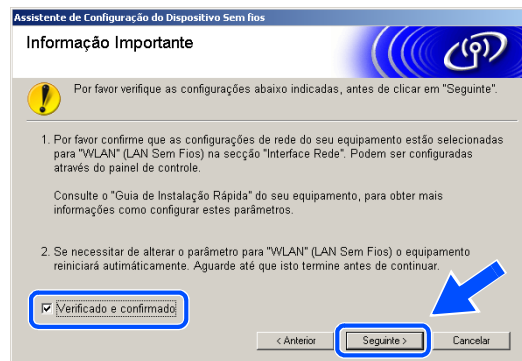 Assistente de Configuração do Dispositivo Sem fios
Informação Importante
Por favor verifique as configurações abaixo indicadas, antes de clicar em "Seguinte".
1. Por favor confirme que as configurações de rede do seu equipamento estão selecionadas
para "WLAN" (LAN Sem Fios) na secção "Interface Rede". Podem ser configuradas
através do painel de controle.
Consulte o "Guia de Instalação Rápida" do seu equipamento, para obter mais
informações como configurar estes parâmetros.
2. Se necessitar de alterar o parâmetro para "WLAN" (LAN Sem Fios) o equipamento
reiniciará autimáticamente. Aguarde até que isto termine antes de continuar.
Verificado e confirmado
< Anterior
Seguinte >
Cancelar